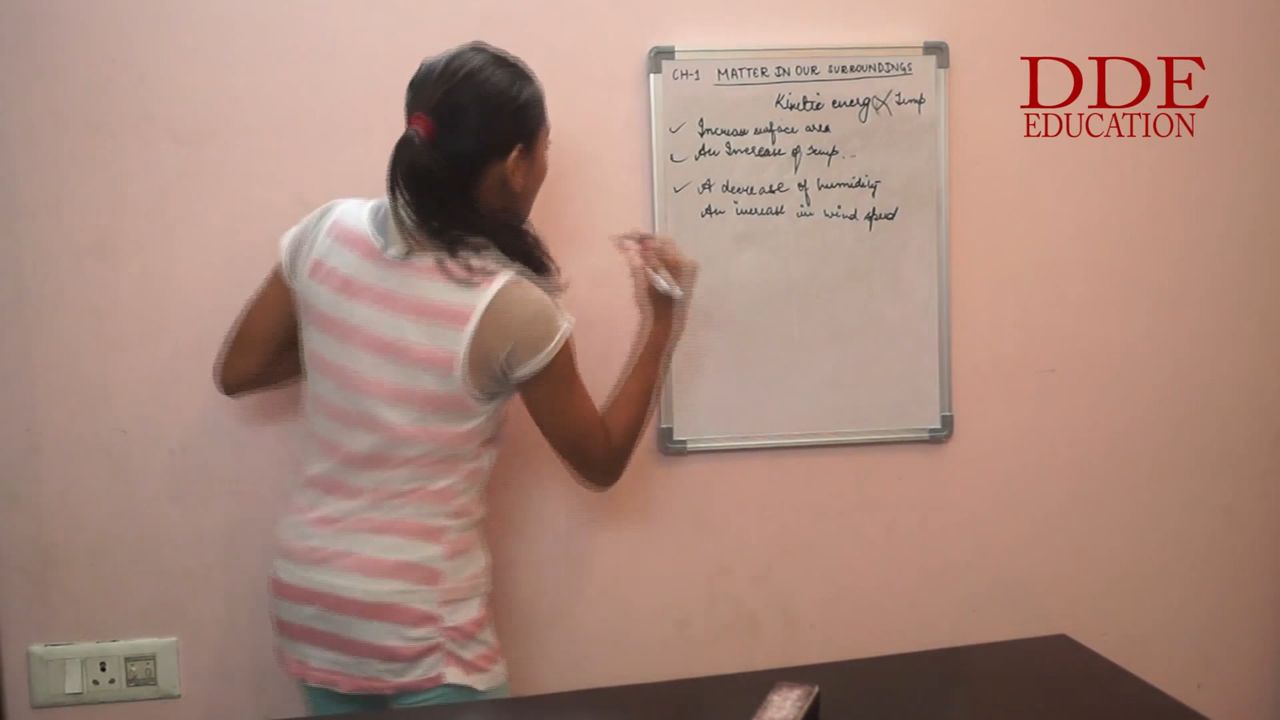 CH-1 MATTER IN OUR SURROUNDINGS
Kinetic energy ∝ Temp
✓ Increase surface area
✓ An Increase of Temp...
✓ A decrease of humidity
An increase in wind speed
DDE
EDUCATION